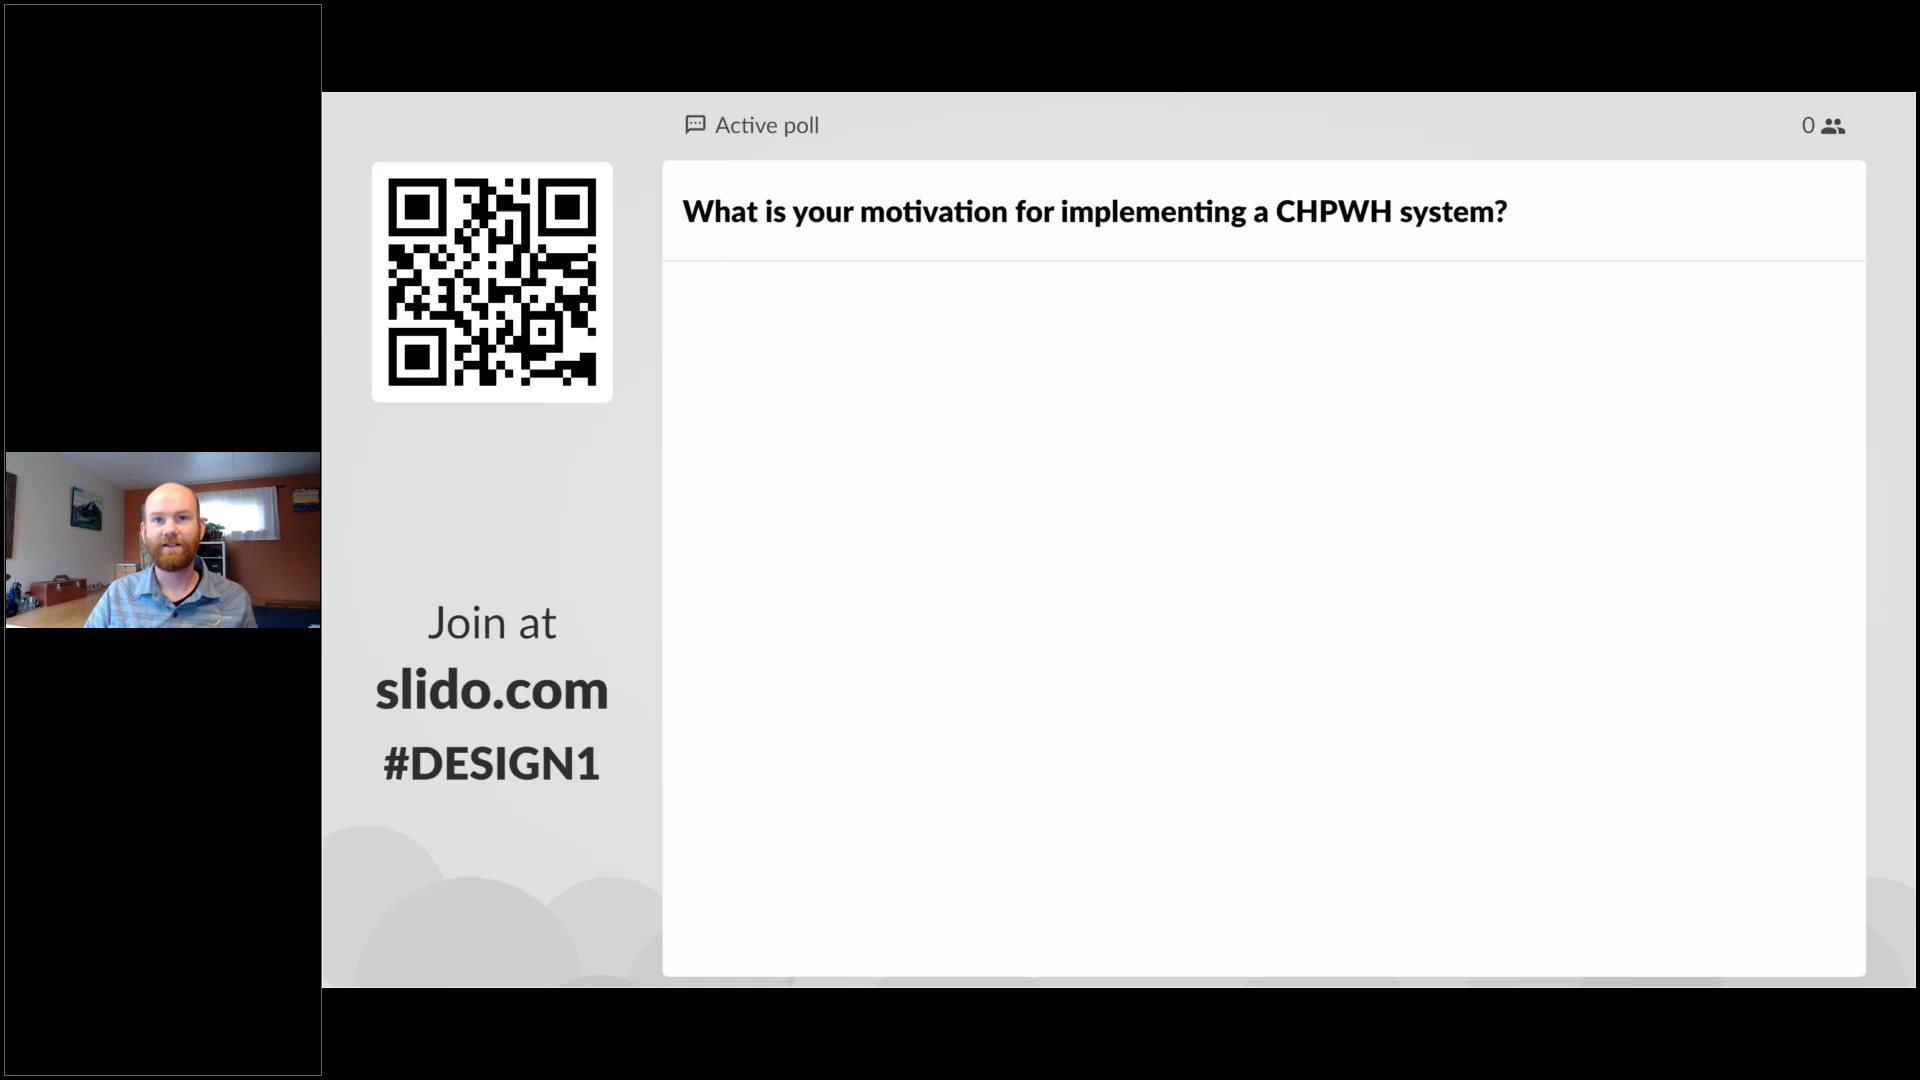 Active poll
0
What is your motivation for implementing a CHPWH system?
Join at
slido.com
#DESIGN1